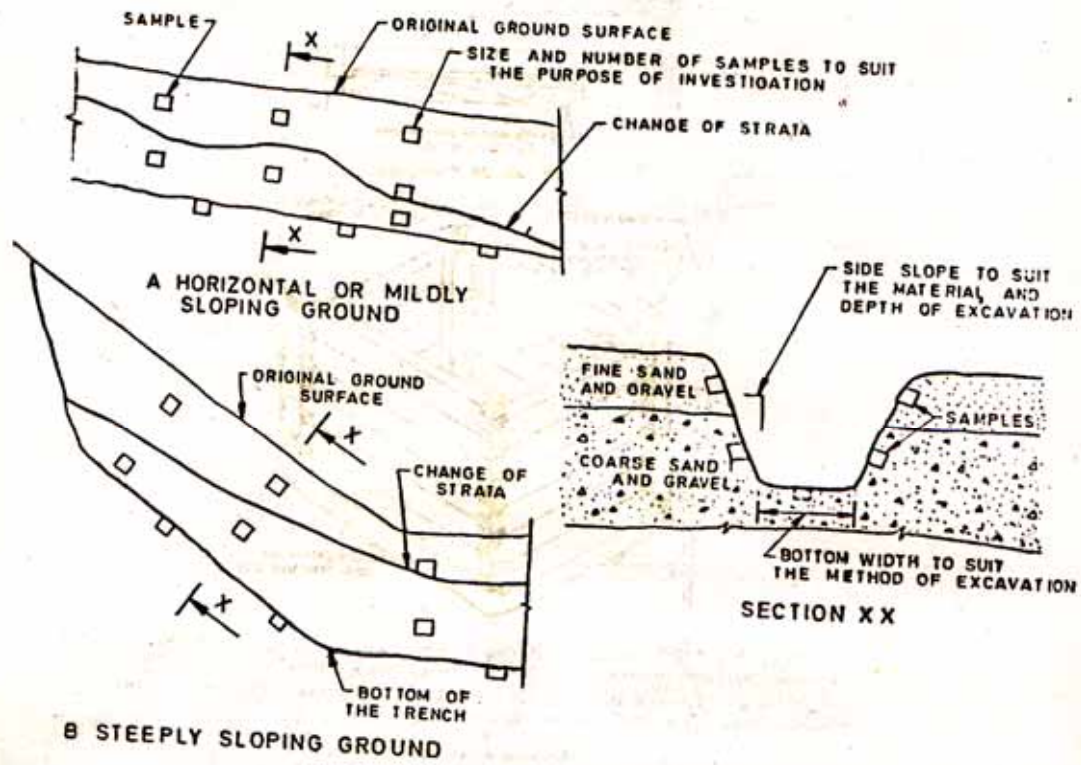 SAMPLE
X
ORIGINAL GROUND SURFACE
SIZE AND NUMBER OF SAMPLES TO SUIT
THE PURPOSE OF INVESTIGATION
CHANGE OF STRATA
X
A HORIZONTAL OR MILDLY
SLOPING GROUND
ORIGINAL GROUND
SURFACE
X
CHANGE OF
STRATA
X
BOTTOM OF
THE TRENCH
B STEEPLY SLOPING GROUND
SIDE SLOPE TO SUIT
THE MATERIAL AND
DEPTH OF EXCAVATION
FINE SAND
AND GRAVEL
SAMPLES
COARSE SAND
AND GRAVEL
BOTTOM WIDTH TO SUIT
THE METHOD OF EXCAVATION
SECTION XX